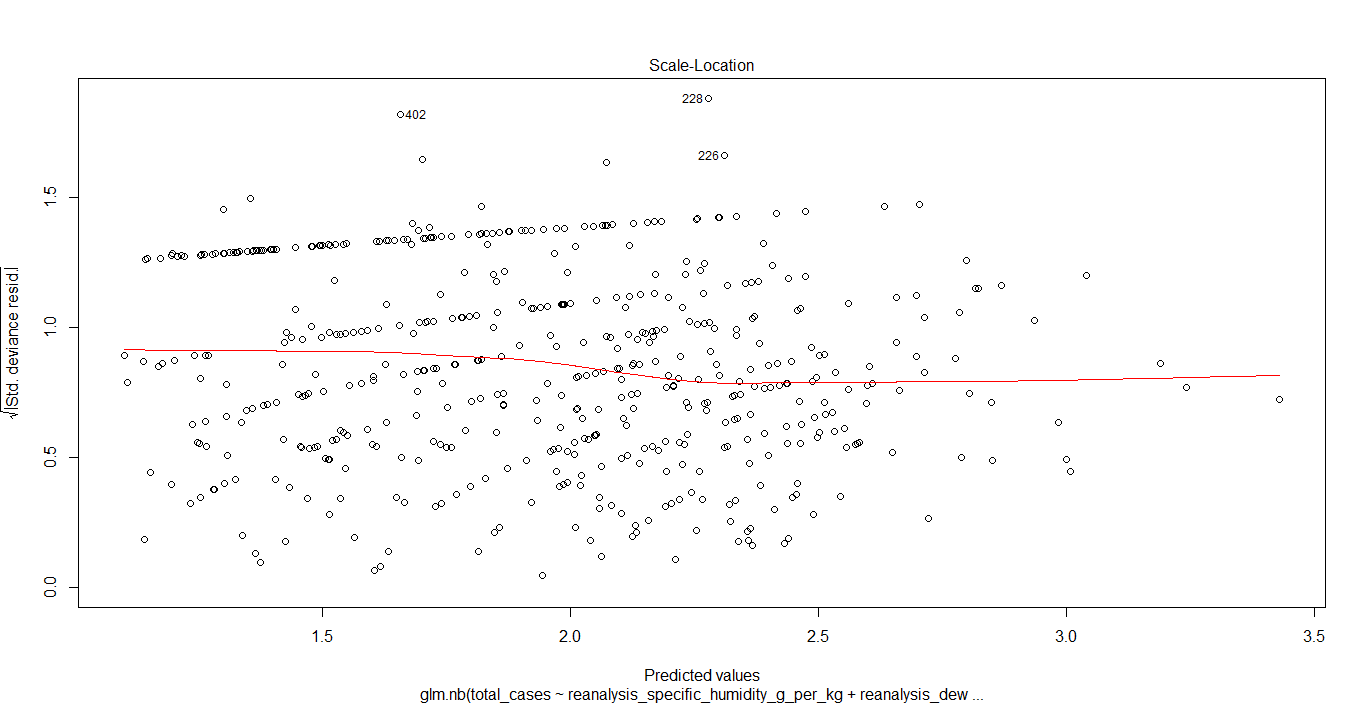 Scale-Location
228
402
226
1.5
1.0
0.5
0.0
√|Std. deviance resid.|
1.5 2.0 2.5 3.0 3.5
Predicted values
glm.nb(total_cases ~ reanalysis_specific_humidity_g_per_kg + reanalysis_dew ...